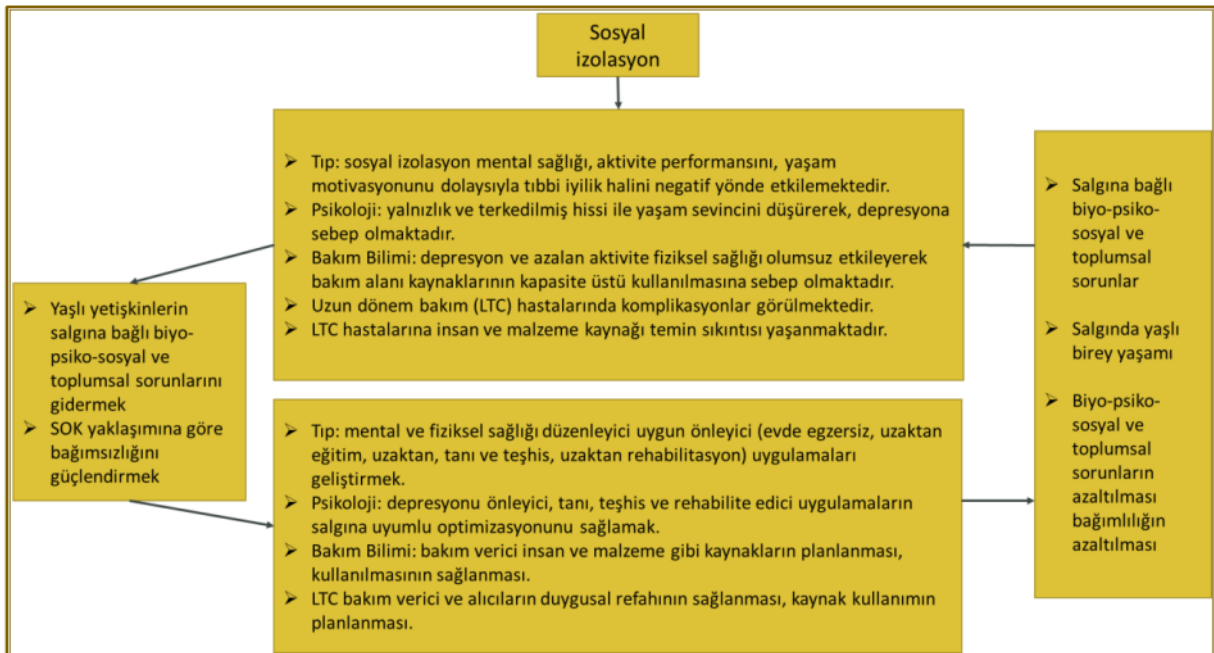 Sosyal
izolasyon
➤ Tıp: sosyal izolasyon mental sağlığı, aktivite performansını, yaşam
motivasyonunu dolaysıyla tıbbi iyilik halini negatif yönde etkilemektedir.
➤ Psikoloji: yalnızlık ve terkedilmiş hissi ile yaşam sevincini düşürerek, depresyona
sebep olmaktadır.
➤ Bakım Bilimi: depresyon ve azalan aktivite fiziksel sağlığı olumsuz etkileyerek
bakım alanı kaynaklarının kapasite üstü kullanılmasına sebep olmaktadır.
➤ Uzun dönem bakım (LTC) hastalarında komplikasyonlar görülmektedir.
➤ LTC hastalarına insan ve malzeme kaynağı temin sıkıntısı yaşanmaktadır.
➤ Salgına bağlı
biyo-psiko-
sosyal ve
toplumsal
sorunlar
➤ Salgında yaşlı
birey yaşamı
➤ Biyo-psiko-
sosyal ve
toplumsal
sorunların
azaltılması
bağımlılığın
azaltılması
➤ Yaşlı yetişkinlerin
salgına bağlı biyo-
psiko-sosyal ve
toplumsal sorunlarını
gidermek
➤ SOK yaklaşımına göre
bağımsızlığını
güçlendirmek
➤ Tıp: mental ve fiziksel sağlığı düzenleyici uygun önleyici (evde egzersiz, uzaktan
eğitim, uzaktan, tanı ve teşhis, uzaktan rehabilitasyon) uygulamaları
geliştirmek.
➤ Psikoloji: depresyonu önleyici, tanı, teşhis ve rehabilite edici uygulamaların
salgına uyumlu optimizasyonunu sağlamak.
➤ Bakım Bilimi: bakım verici insan ve malzeme gibi kaynakların planlanması,
kullanılmasının sağlanması.
➤ LTC bakım verici ve alıcıların duygusal refahının sağlanması, kaynak kullanımın
planlanması.